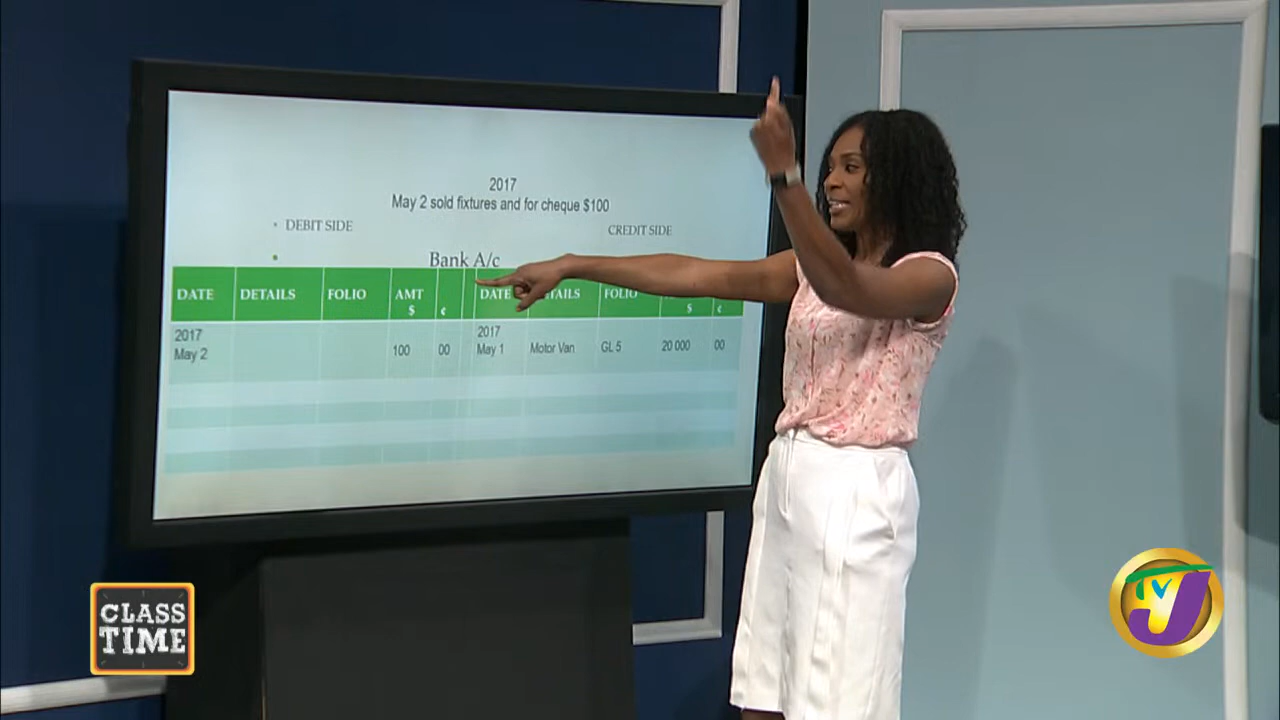 2017
May 2 sold fixtures and for cheque $100
• DEBIT SIDE CREDIT SIDE
•
Bank A/c
DATE DETAILS FOLIO AMT $ ¢ DATE FOLIO $ ¢
2017 2017
May 2 100 00 May 1 Motor Van GL 5 20 000 00
CLASS
TIME
TVJ